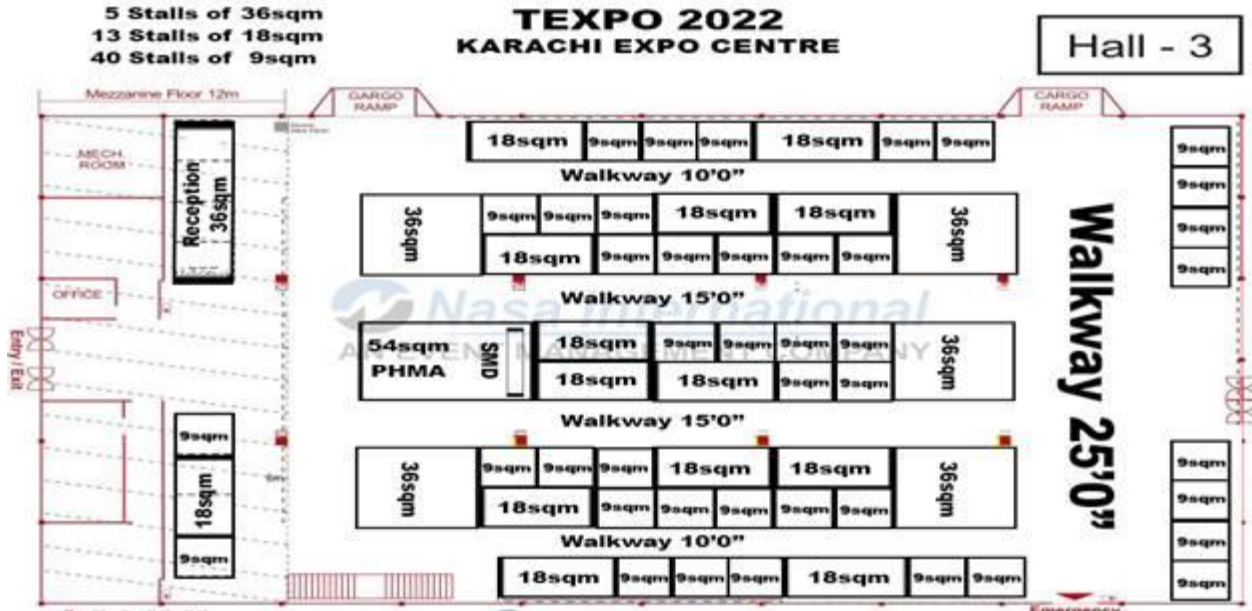 5 Stalls of 36sqm
13 Stalls of 18sqm
40 Stalls of 9sqm
TEXPO 2022
KARACHI EXPO CENTRE
Hall - 3
Mezzanine Floor 12m
GARGO
RAMP
CARGO
RAMP
MECH
ROOM
Reception
36sqm
18sqm 9sqm 9sqm 9sqm 18sqm 9sqm 9sqm
9sqm
9sqm
9sqm
9sqm
Walkway 10'0"
36sqm
9sqm 9sqm 9sqm 18sqm 18sqm
18sqm 9sqm 9sqm 9sqm 9sqm 9sqm
36sqm
Walkway 25'0"
OFFICE
Walkway 15'0"
Nasa International
AN EVENT MANAGEMENT COMPANY
Entry / Exit
54sqm
PHMA
SMD
18sqm 9sqm 9sqm 9sqm 9sqm
18sqm 18sqm 9sqm 9sqm
36sqm
Walkway 15'0"
9sqm
18sqm
9sqm
36sqm
9sqm 9sqm 9sqm 18sqm 18sqm
18sqm 9sqm 9sqm 9sqm 9sqm 9sqm
36sqm
9sqm
9sqm
9sqm
9sqm
Walkway 10'0"
18sqm 9sqm 9sqm 9sqm 18sqm 9sqm 9sqm
Emergency